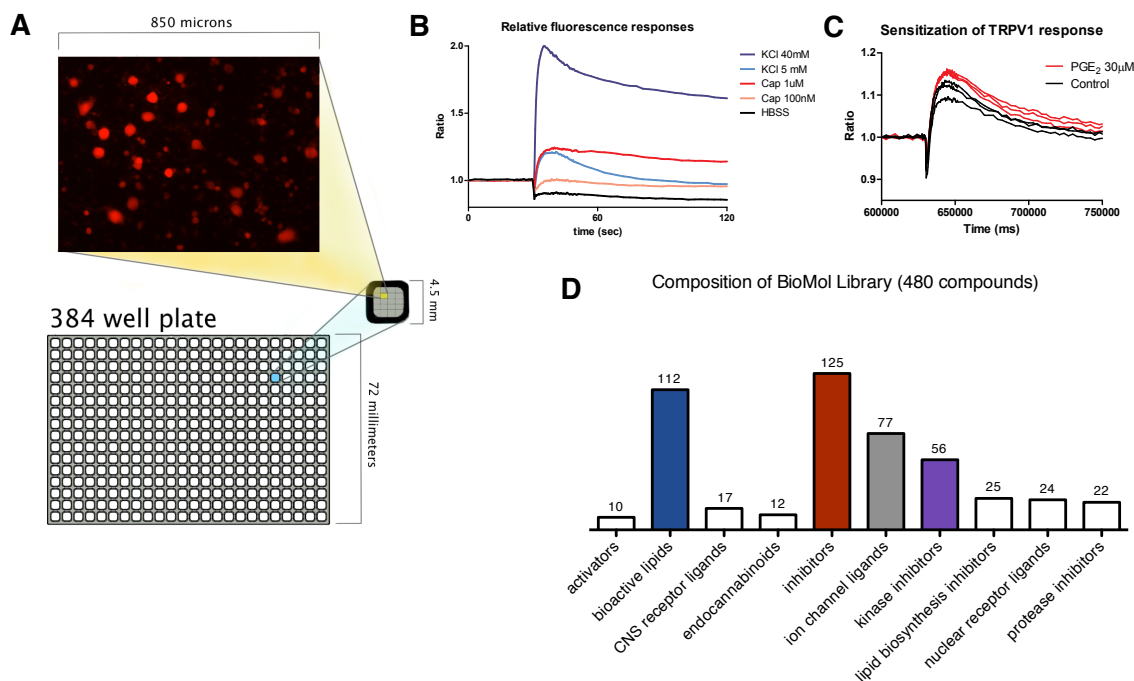 A
850 microns
384 well plate
4.5 mm
72 millimeters
B
Relative fluorescence responses
2.0
1.5
1.0
Ratio
0
60
120
time (sec)
KCl 40mM
KCl 5 mM
Cap 1uM
Cap 100nM
HBSS
C
Sensitization of TRPV1 response
1.2
1.1
1.0
0.9
Ratio
600000
650000
700000
750000
Time (ms)
PGE2 30μM
Control
D
Composition of BioMol Library (480 compounds)
10
112
17
12
125
77
56
25
24
22
activators
bioactive lipids
CNS receptor ligands
endocannabinoids
inhibitors
ion channel ligands
kinase inhibitors
lipid biosynthesis inhibitors
nuclear receptor ligands
protease inhibitors